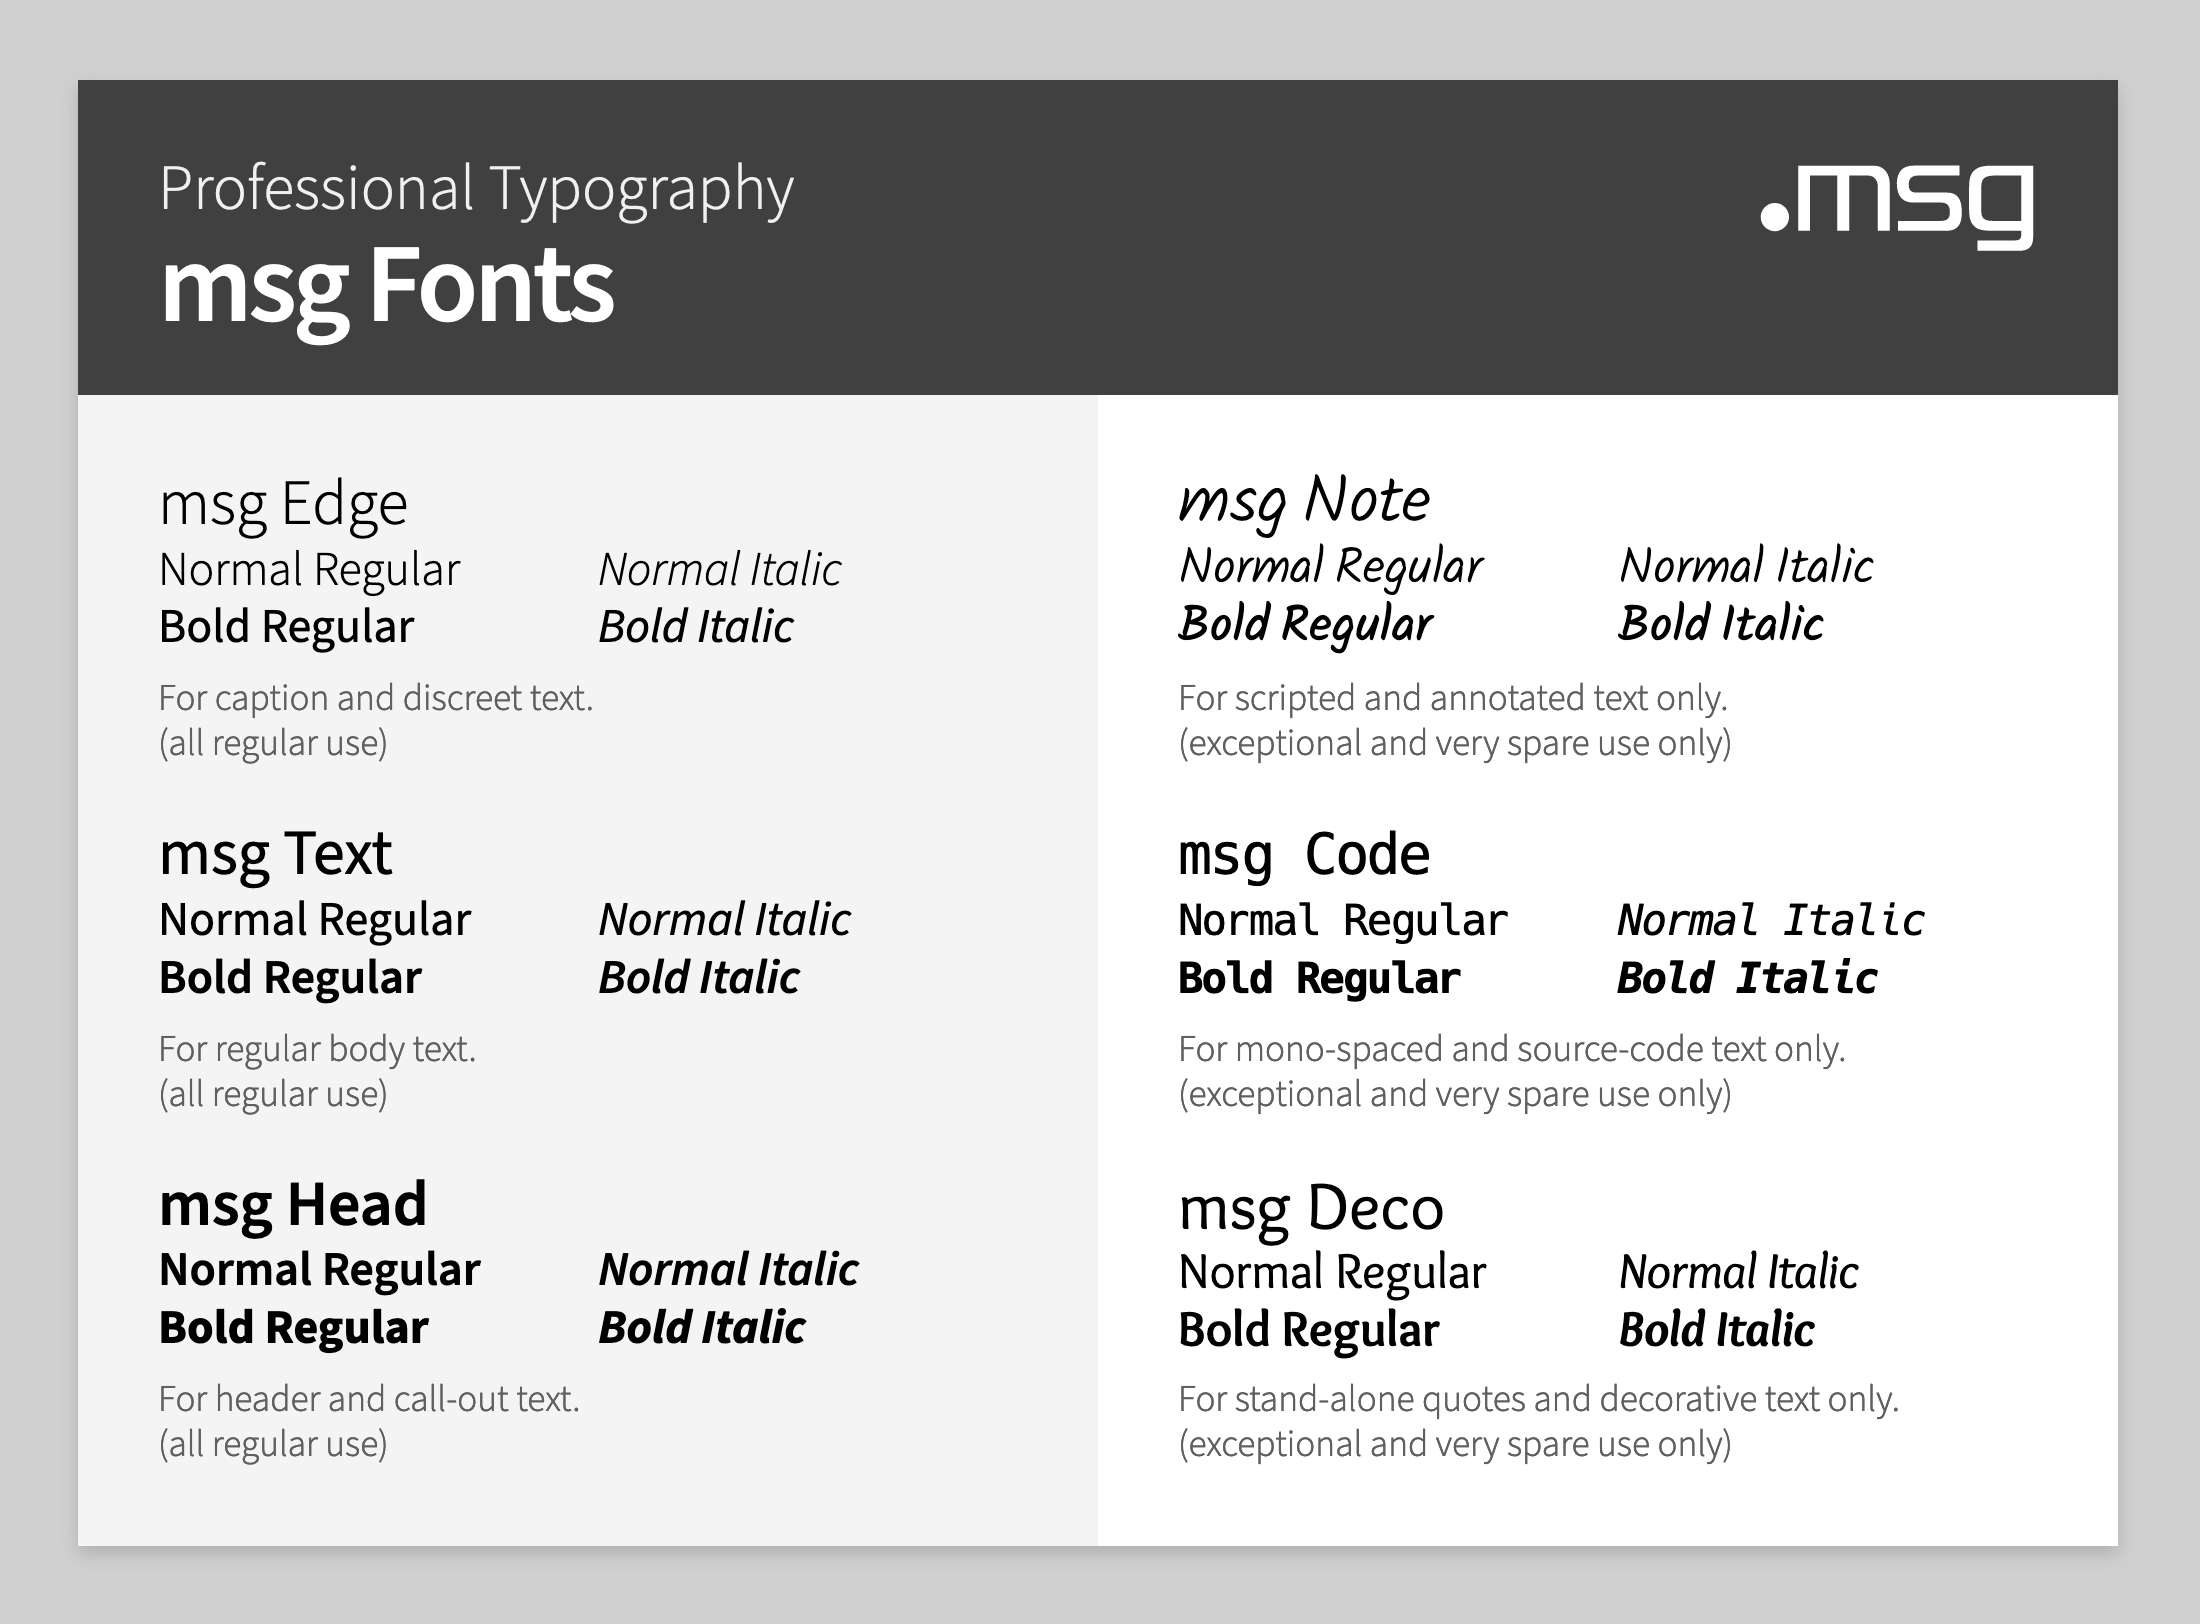 Professional Typography
msg Fonts
.msg
msg Edge
Normal Regular Normal Italic
Bold Regular Bold Italic
For caption and discreet text.
(all regular use)
msg Text
Normal Regular Normal Italic
Bold Regular Bold Italic
For regular body text.
(all regular use)
msg Head
Normal Regular Normal Italic
Bold Regular Bold Italic
For header and call-out text.
(all regular use)
msg Note
Normal Regular Normal Italic
Bold Regular Bold Italic
For scripted and annotated text only.
(exceptional and very spare use only)
msg Code
Normal Regular Normal Italic
Bold Regular Bold Italic
For mono-spaced and source-code text only.
(exceptional and very spare use only)
msg Deco
Normal Regular Normal Italic
Bold Regular Bold Italic
For stand-alone quotes and decorative text only.
(exceptional and very spare use only)